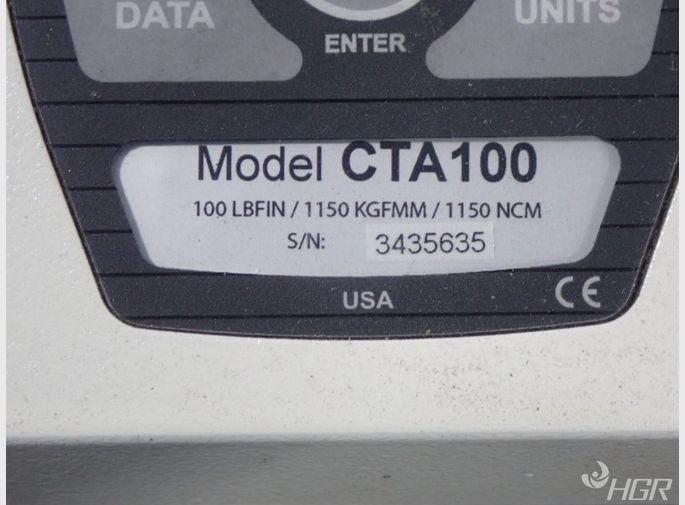 DATA
UNITS
ENTER
Model CTA100
100 LBFIN / 1150 KGFMM / 1150 NCM
S/N: 3435635
USA
CE
HGR